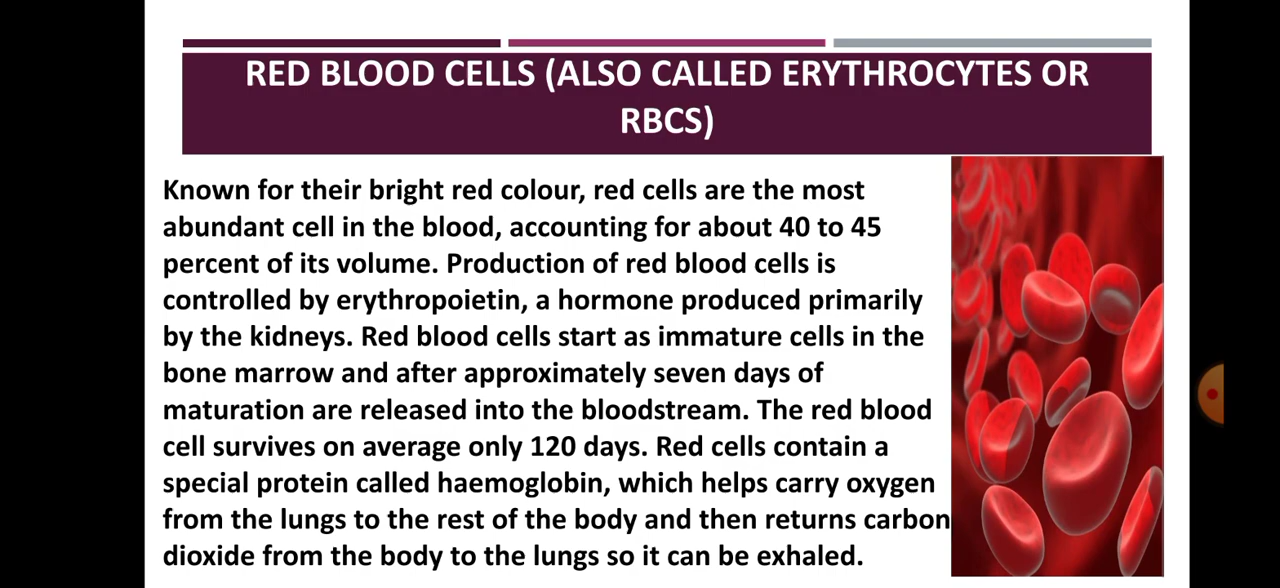 RED BLOOD CELLS (ALSO CALLED ERYTHROCYTES OR
RBCS)
Known for their bright red colour, red cells are the most
abundant cell in the blood, accounting for about 40 to 45
percent of its volume. Production of red blood cells is
controlled by erythropoietin, a hormone produced primarily
by the kidneys. Red blood cells start as immature cells in the
bone marrow and after approximately seven days of
maturation are released into the bloodstream. The red blood
cell survives on average only 120 days. Red cells contain a
special protein called haemoglobin, which helps carry oxygen
from the lungs to the rest of the body and then returns carbon
dioxide from the body to the lungs so it can be exhaled.